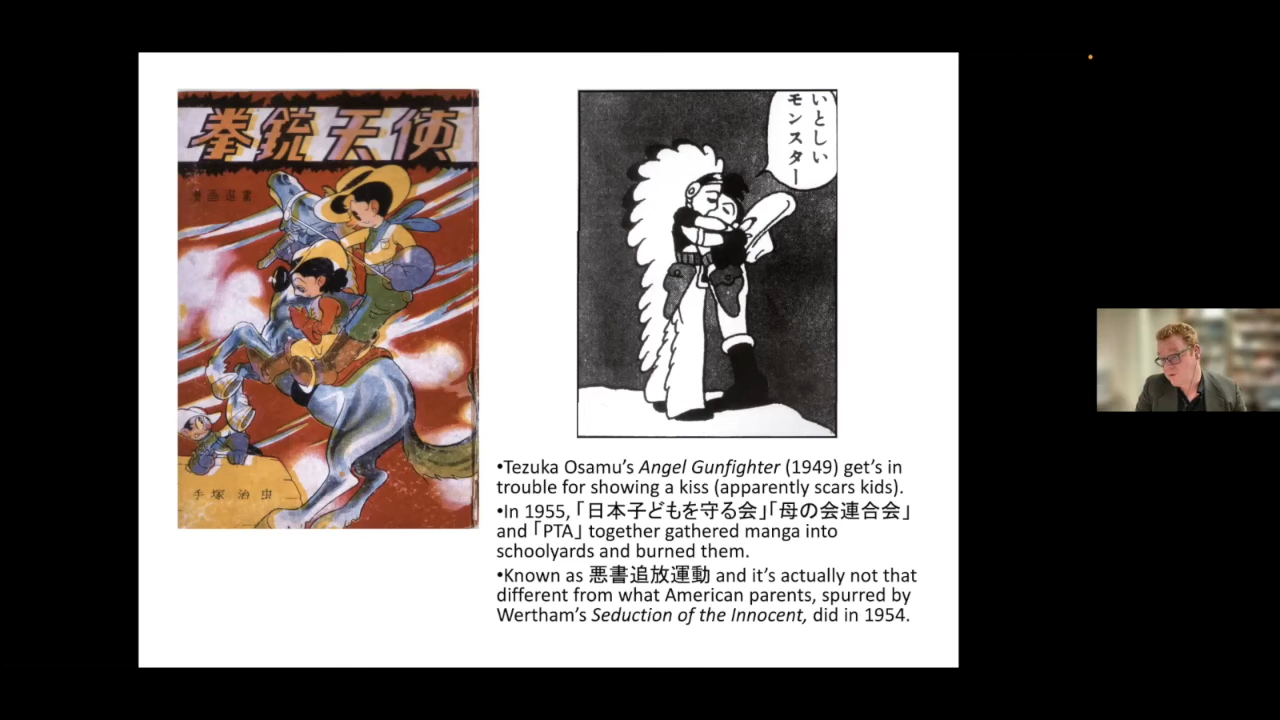 拳銃天使
漫画選書
手塚治虫
いとしい
モンスター
•Tezuka Osamu's Angel Gunfighter (1949) get's in
trouble for showing a kiss (apparently scars kids).
•In 1955, 「日本子どもを守る会」「母の会連合会」
and 「PTA」 together gathered manga into
schoolyards and burned them.
•Known as 悪書追放運動 and it's actually not that
different from what American parents, spurred by
Wertham's Seduction of the Innocent, did in 1954.